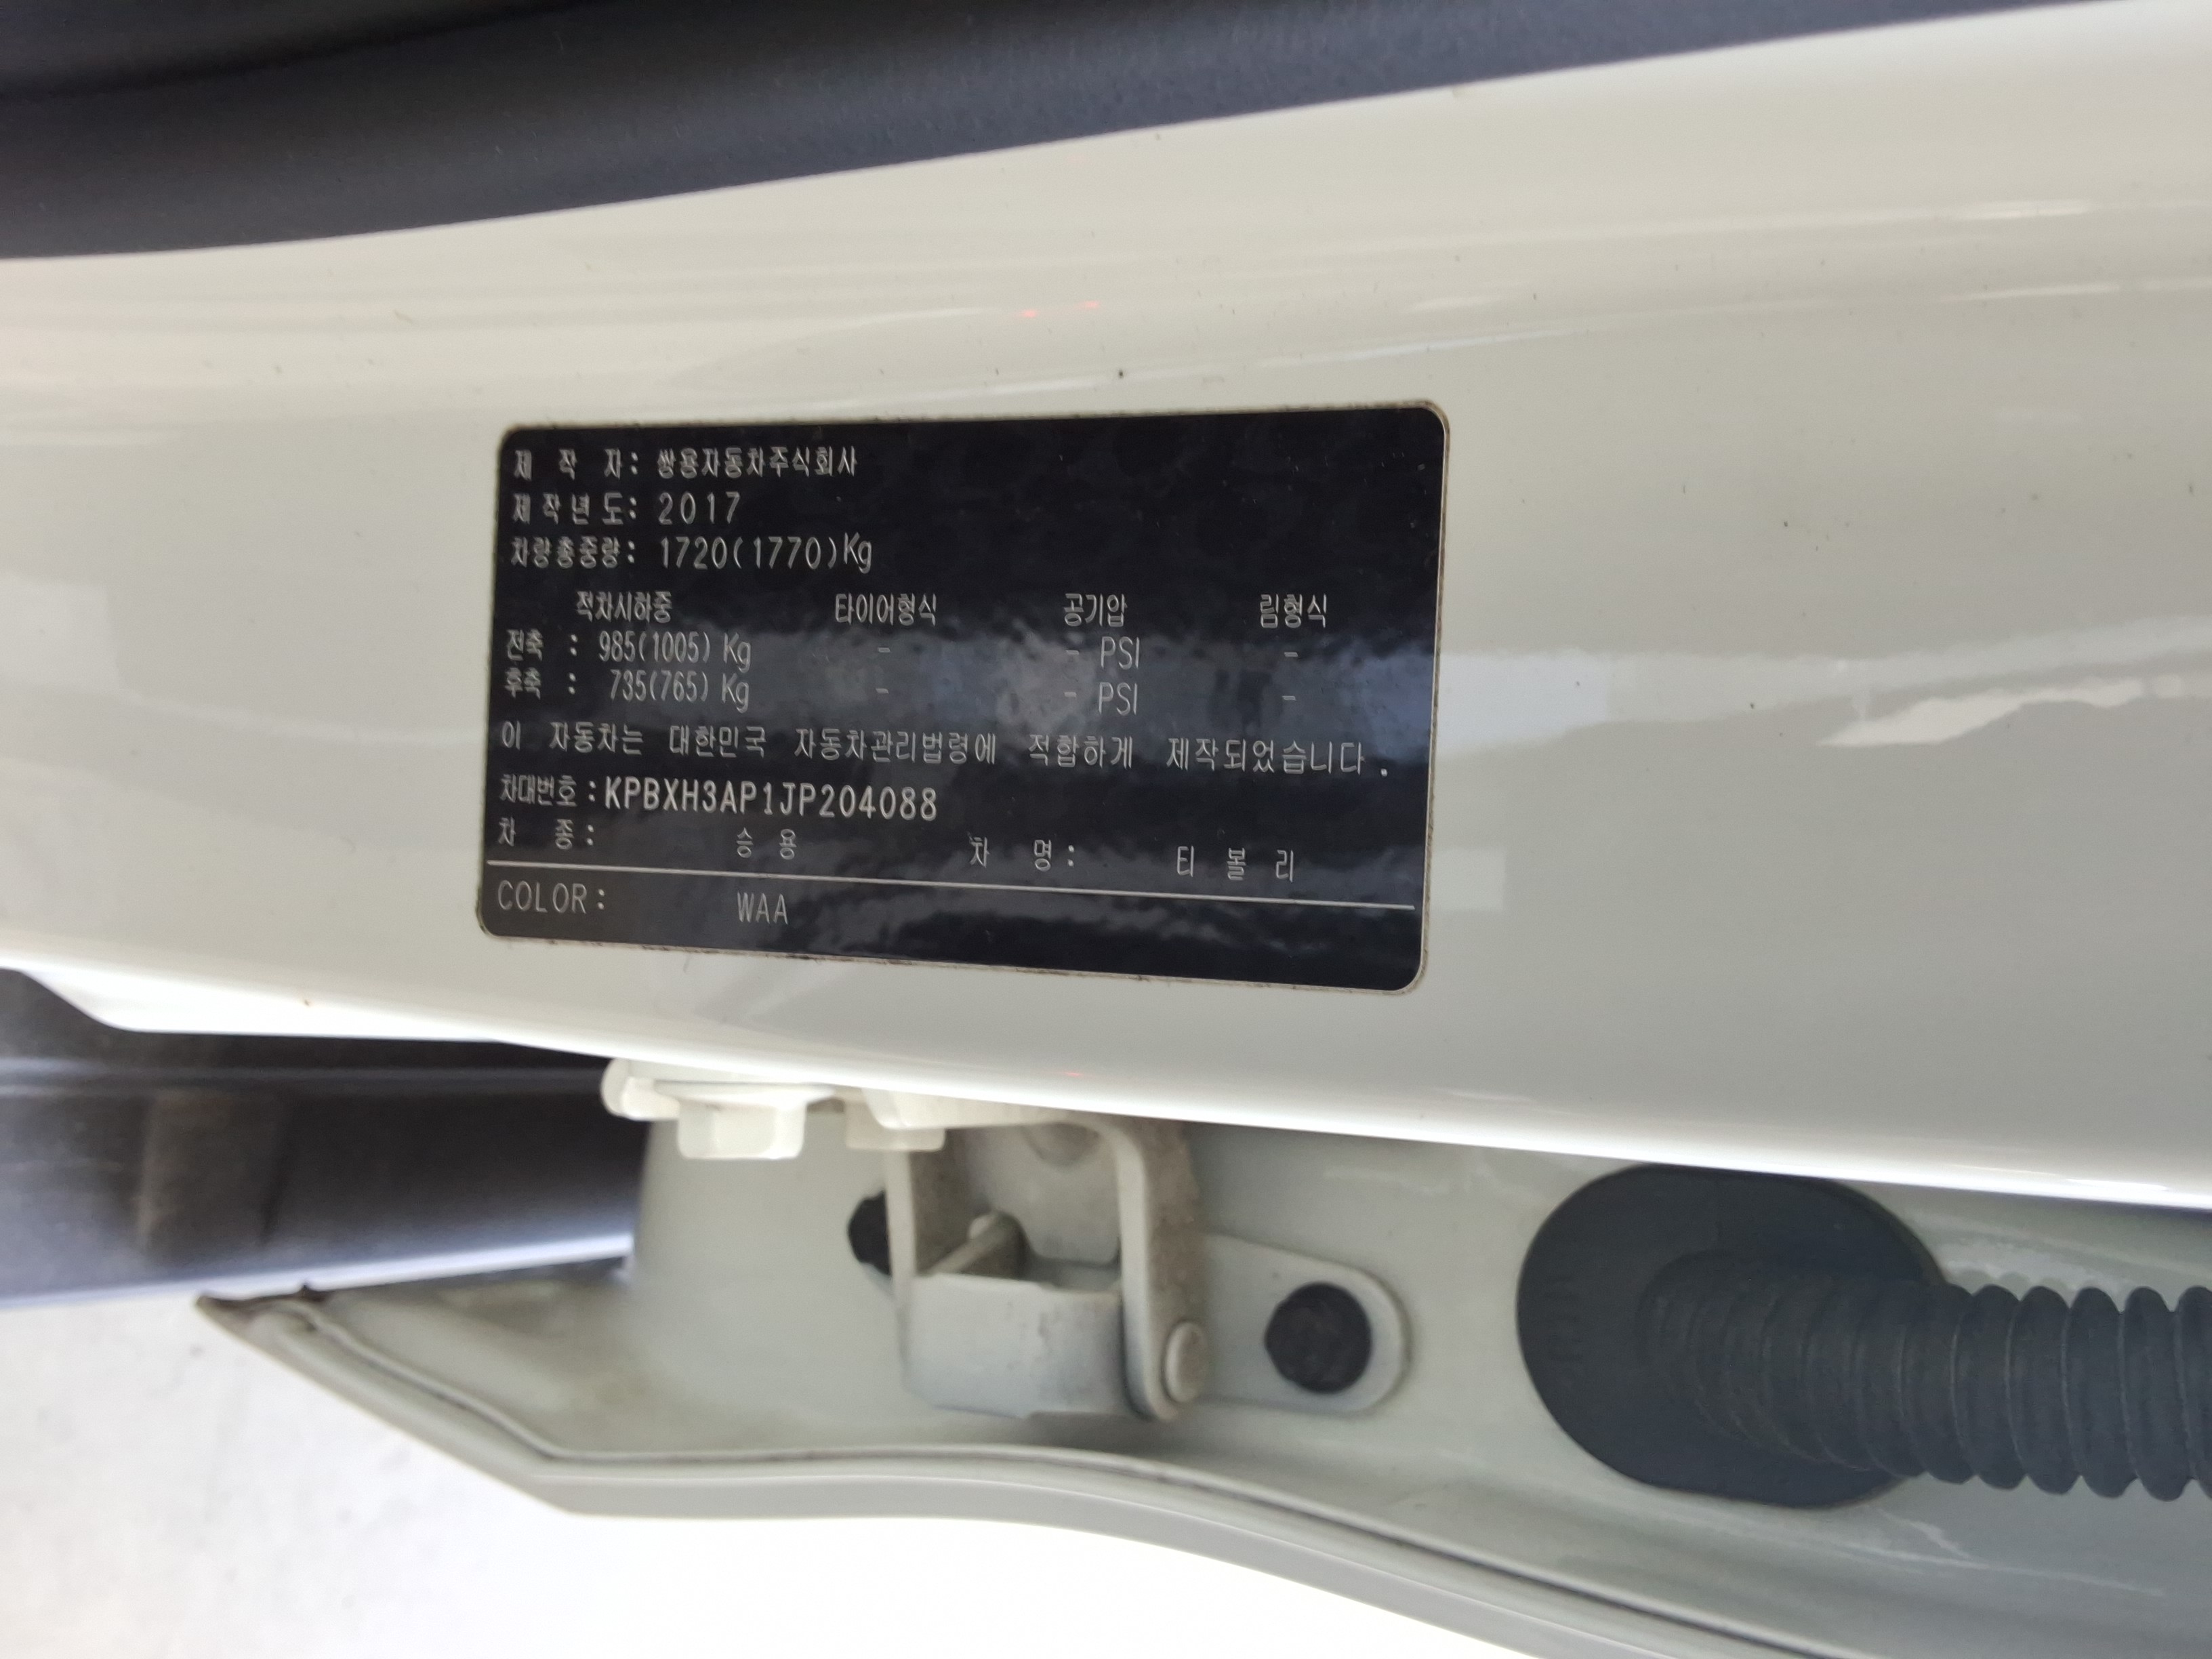 제 작 자: 쌍용자동차주식회사
제작년도: 2017
차량총중량: 1720(1770)Kg
적차시하중 타이어형식 공기압 림형식
전축 : 985(1005) Kg - - PSI -
후축 : 735(765) Kg - - PSI -
이 자동차는 대한민국 자동차관리법령에 적합하게 제작되었습니다.
차대번호:KPBXH3AP1JP204088
차 종: 승 용 차 명: 티 볼 리
COLOR: WAA